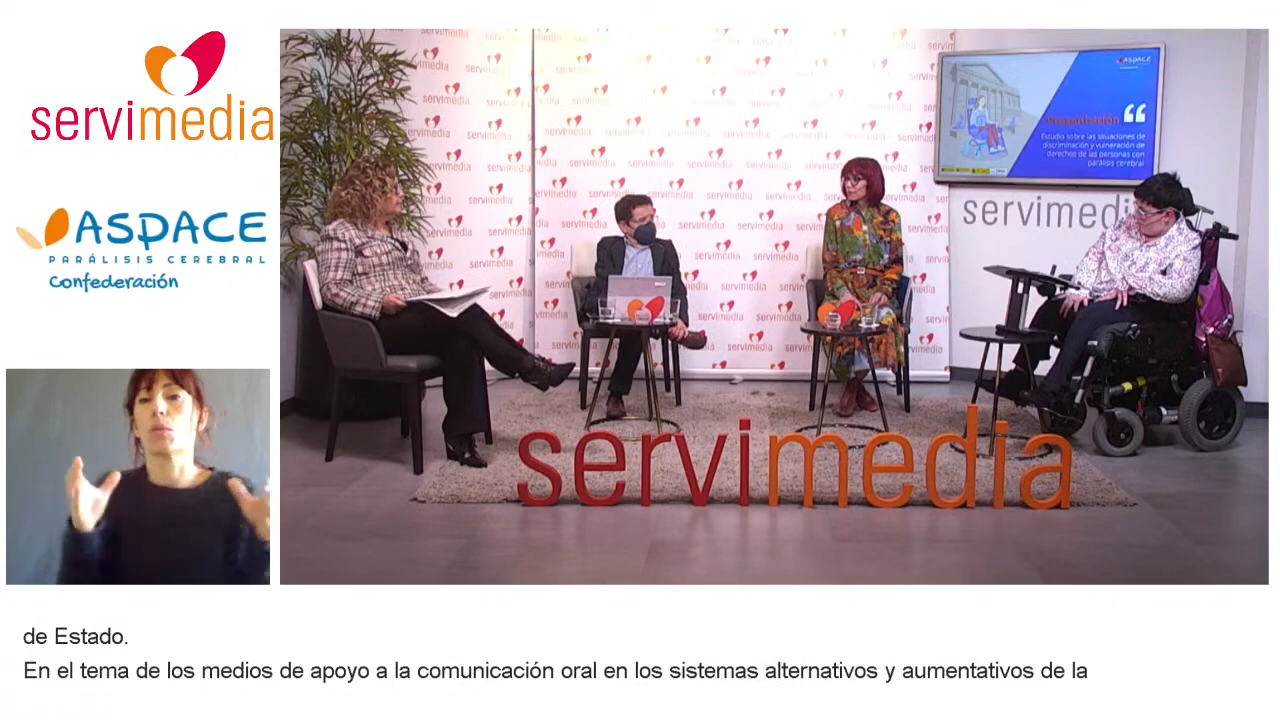 servimedia
ASPACE
PARÁLISIS CEREBRAL
Confederación
ASPACE
Presentación
Estudio sobre las situaciones de
discriminación y vulneración de
derechos de las personas con
parálisis cerebral
servimedia
servimedia
de Estado.
En el tema de los medios de apoyo a la comunicación oral en los sistemas alternativos y aumentativos de la